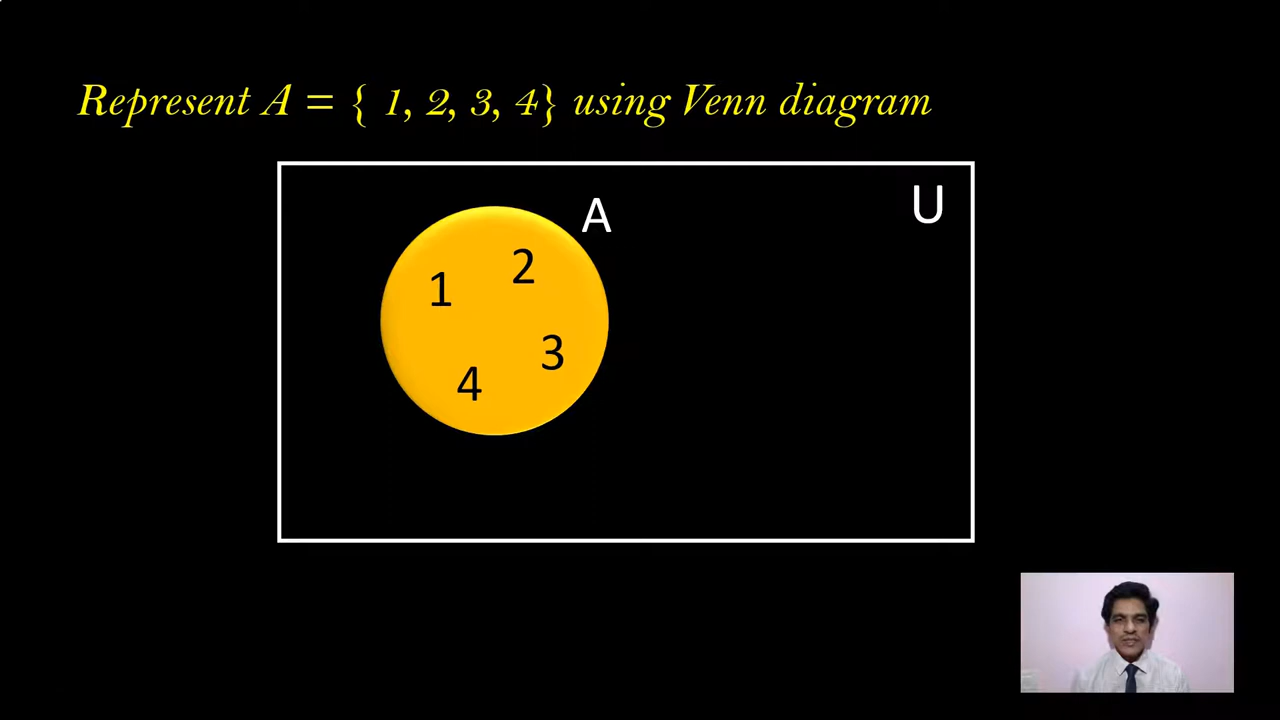 Represent A = { 1, 2, 3, 4} using Venn diagram
A
U
1
2
3
4